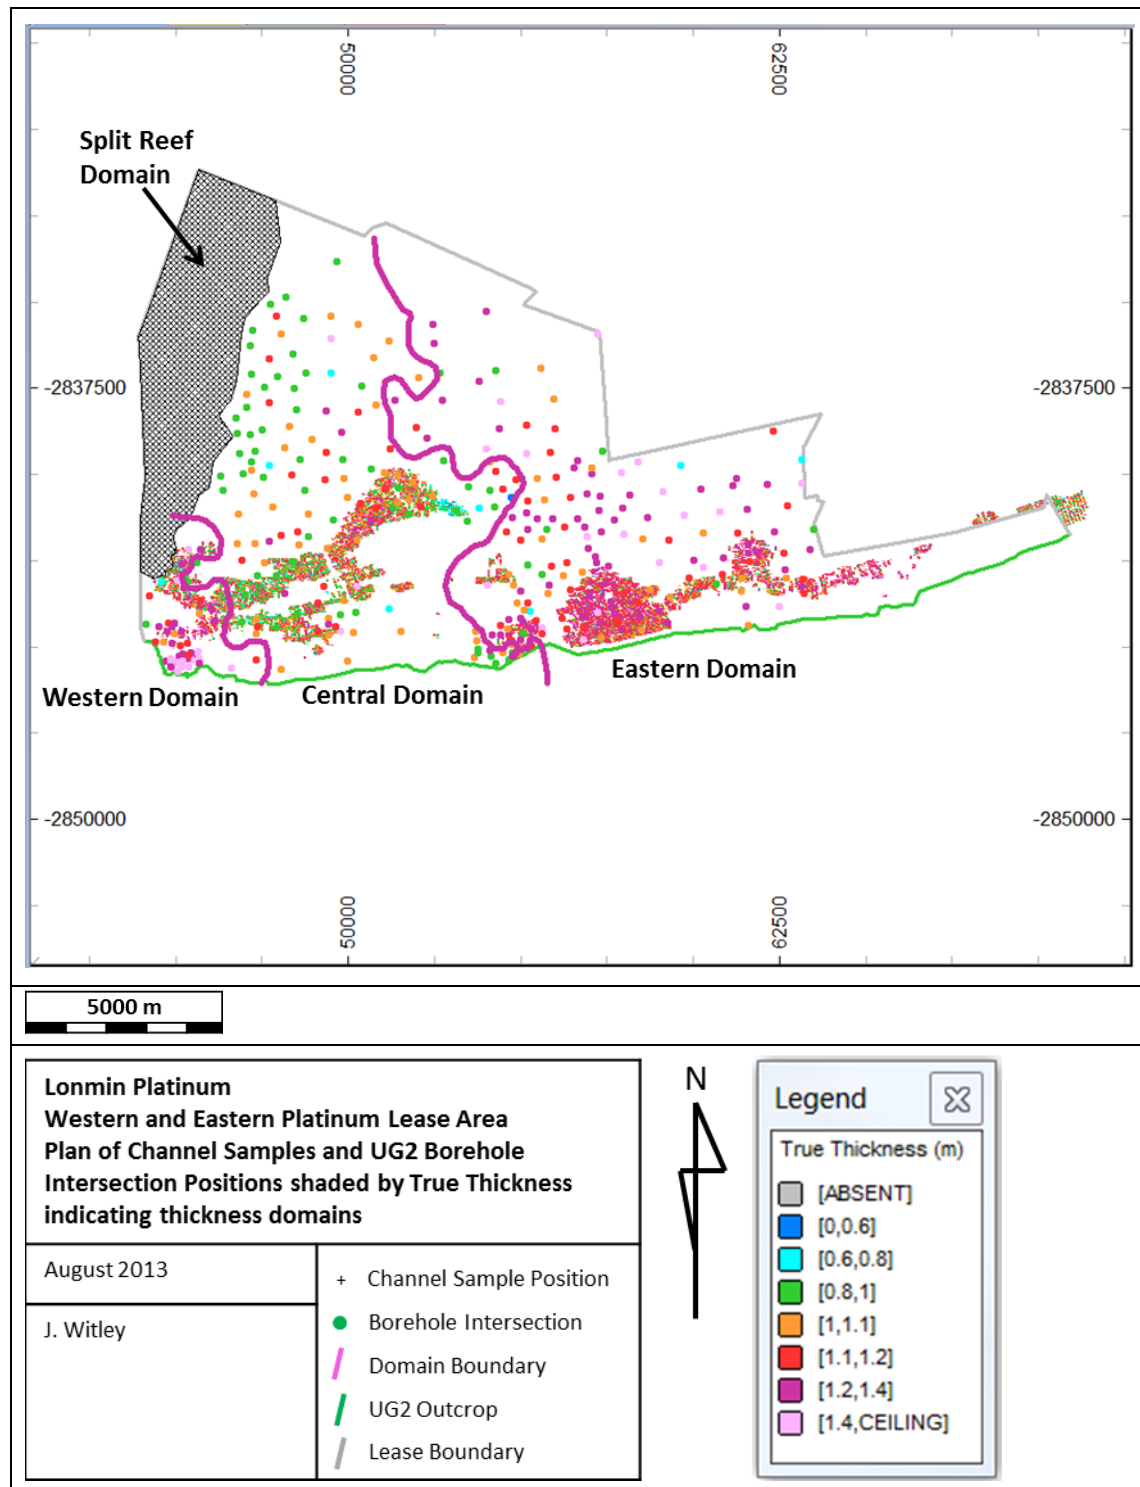 50000
62500
Split Reef
Domain
-2837500
-2837500
Eastern Domain
Western Domain
Central Domain
-2850000
-2850000
50000
62500
5000 m
Lonmin Platinum
Western and Eastern Platinum Lease Area
Plan of Channel Samples and UG2 Borehole
Intersection Positions shaded by True Thickness
indicating thickness domains
August 2013
J. Witley
+ Channel Sample Position
Borehole Intersection
Domain Boundary
UG2 Outcrop
Lease Boundary
N
Legend
True Thickness (m)
[ABSENT]
[0,0.6]
[0.6,0.8]
[0.8,1]
[1,1.1]
[1.1,1.2]
[1.2,1.4]
[1.4,CEILING]